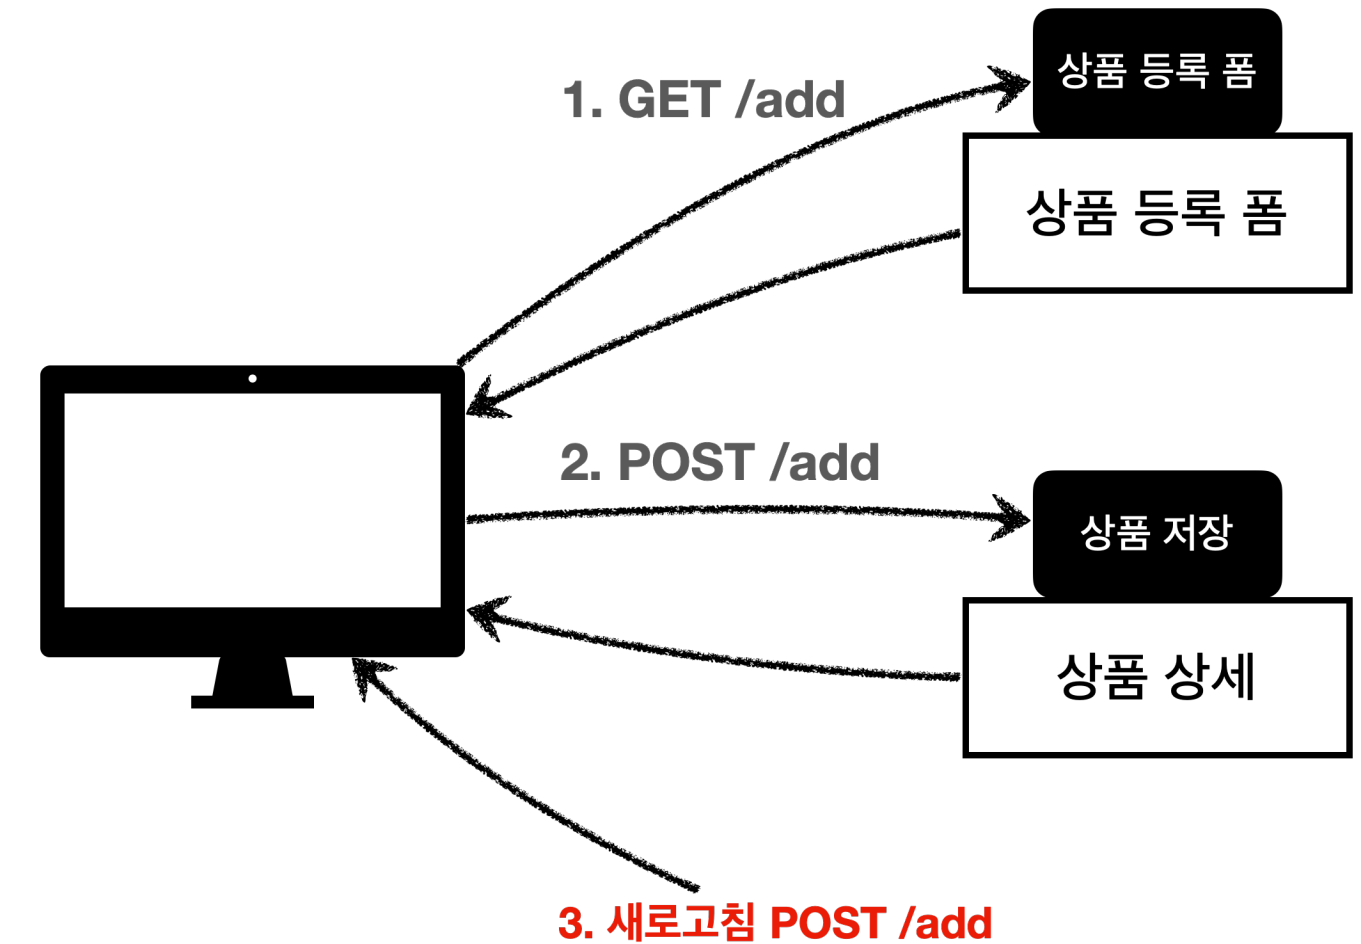 상품 등록 폼
1. GET /add
상품 등록 폼
2. POST /add
상품 저장
상품 상세
3. 새로고침 POST /add